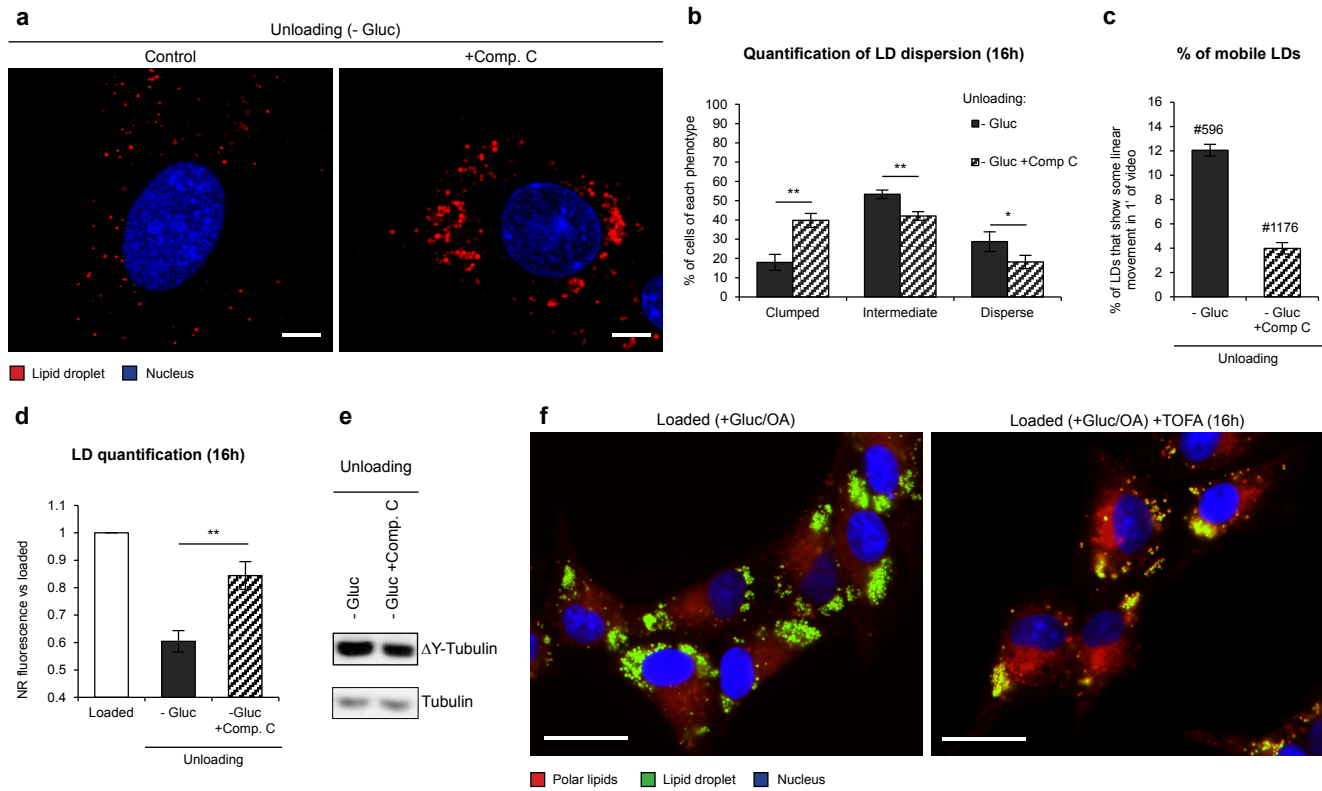 a
Unloading (- Gluc)
Control
+Comp. C
Lipid droplet
Nucleus
b
Quantification of LD dispersion (16h)
% of cells of each phenotype
100
90
80
70
60
50
40
30
20
10
0
Unloading:
- Gluc
- Gluc +Comp C
**
**
*
Clumped
Intermediate
Disperse
c
% of mobile LDs
% of LDs that show some linear
movement in 1' of video
16
14
12
10
8
6
4
2
0
#596
#1176
- Gluc
- Gluc
+Comp C
Unloading
d
LD quantification (16h)
NR fluorescence vs loaded
1.1
1
0.9
0.8
0.7
0.6
0.5
0.4
**
Loaded
- Gluc
-Gluc
+Comp. C
Unloading
e
Unloading
- Gluc
- Gluc +Comp. C
ΔY-Tubulin
Tubulin
f
Loaded (+Gluc/OA)
Loaded (+Gluc/OA) +TOFA (16h)
Polar lipids
Lipid droplet
Nucleus